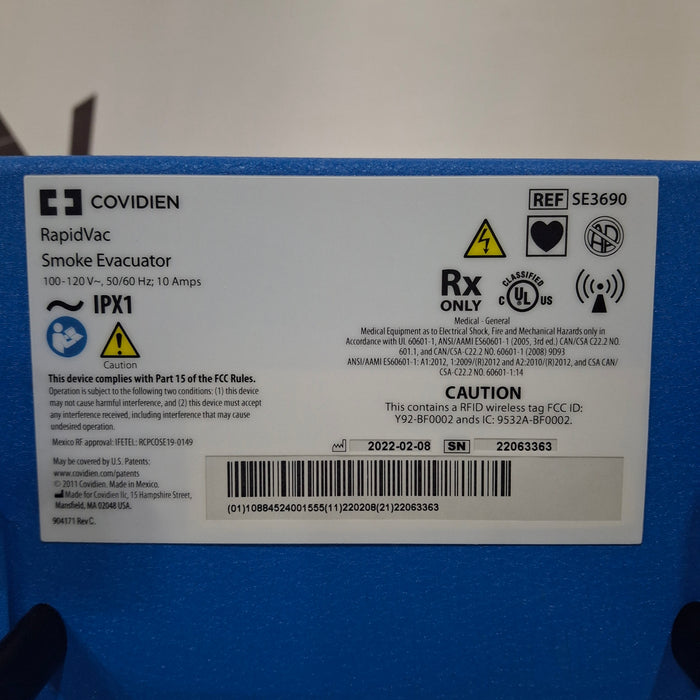 COVIDIEN
REF SE3690
RapidVac
Smoke Evacuator
100-120 V~, 50/60 Hz; 10 Amps
IPX1
Caution
Rx
ONLY
CLASSIFIED
C UL US
Medical - General
Medical Equipment as to Electrical Shock, Fire and Mechanical Hazards only in
Accordance with UL 60601-1, ANSI/AAMI ES60601-1 (2005, 3rd ed.) CAN/CSA-C22.2 NO.
601.1, and CAN/CSA-C22.2 NO. 60601-1 (2008) 9D93
ANSI/AAMI ES60601-1: A1:2012, 1:2009/(R)2012 and A2:2010/(R)2012, and CSA CAN/
CSA-C22.2 NO. 60601-1:14
This device complies with Part 15 of the FCC Rules.
Operation is subject to the following two conditions: (1) this device
may not cause harmful interference, and (2) this device must accept
any interference received, including interference that may cause
undesired operation.
CAUTION
This contains a RFID wireless tag FCC ID:
Y92-BF0002 ands IC: 9532A-BF0002.
Mexico RF approval: IFETEL: RCPCOSE19-0149
2022-02-08 SN 22063363
May be covered by U.S. Patents:
www.covidien.com/patents
© 2011 Covidien. Made in Mexico.
Made for Covidien llc, 15 Hampshire Street,
Mansfield, MA 02048 USA.
904171 Rev C.
(01)10884524001555(11)220208(21)22063363